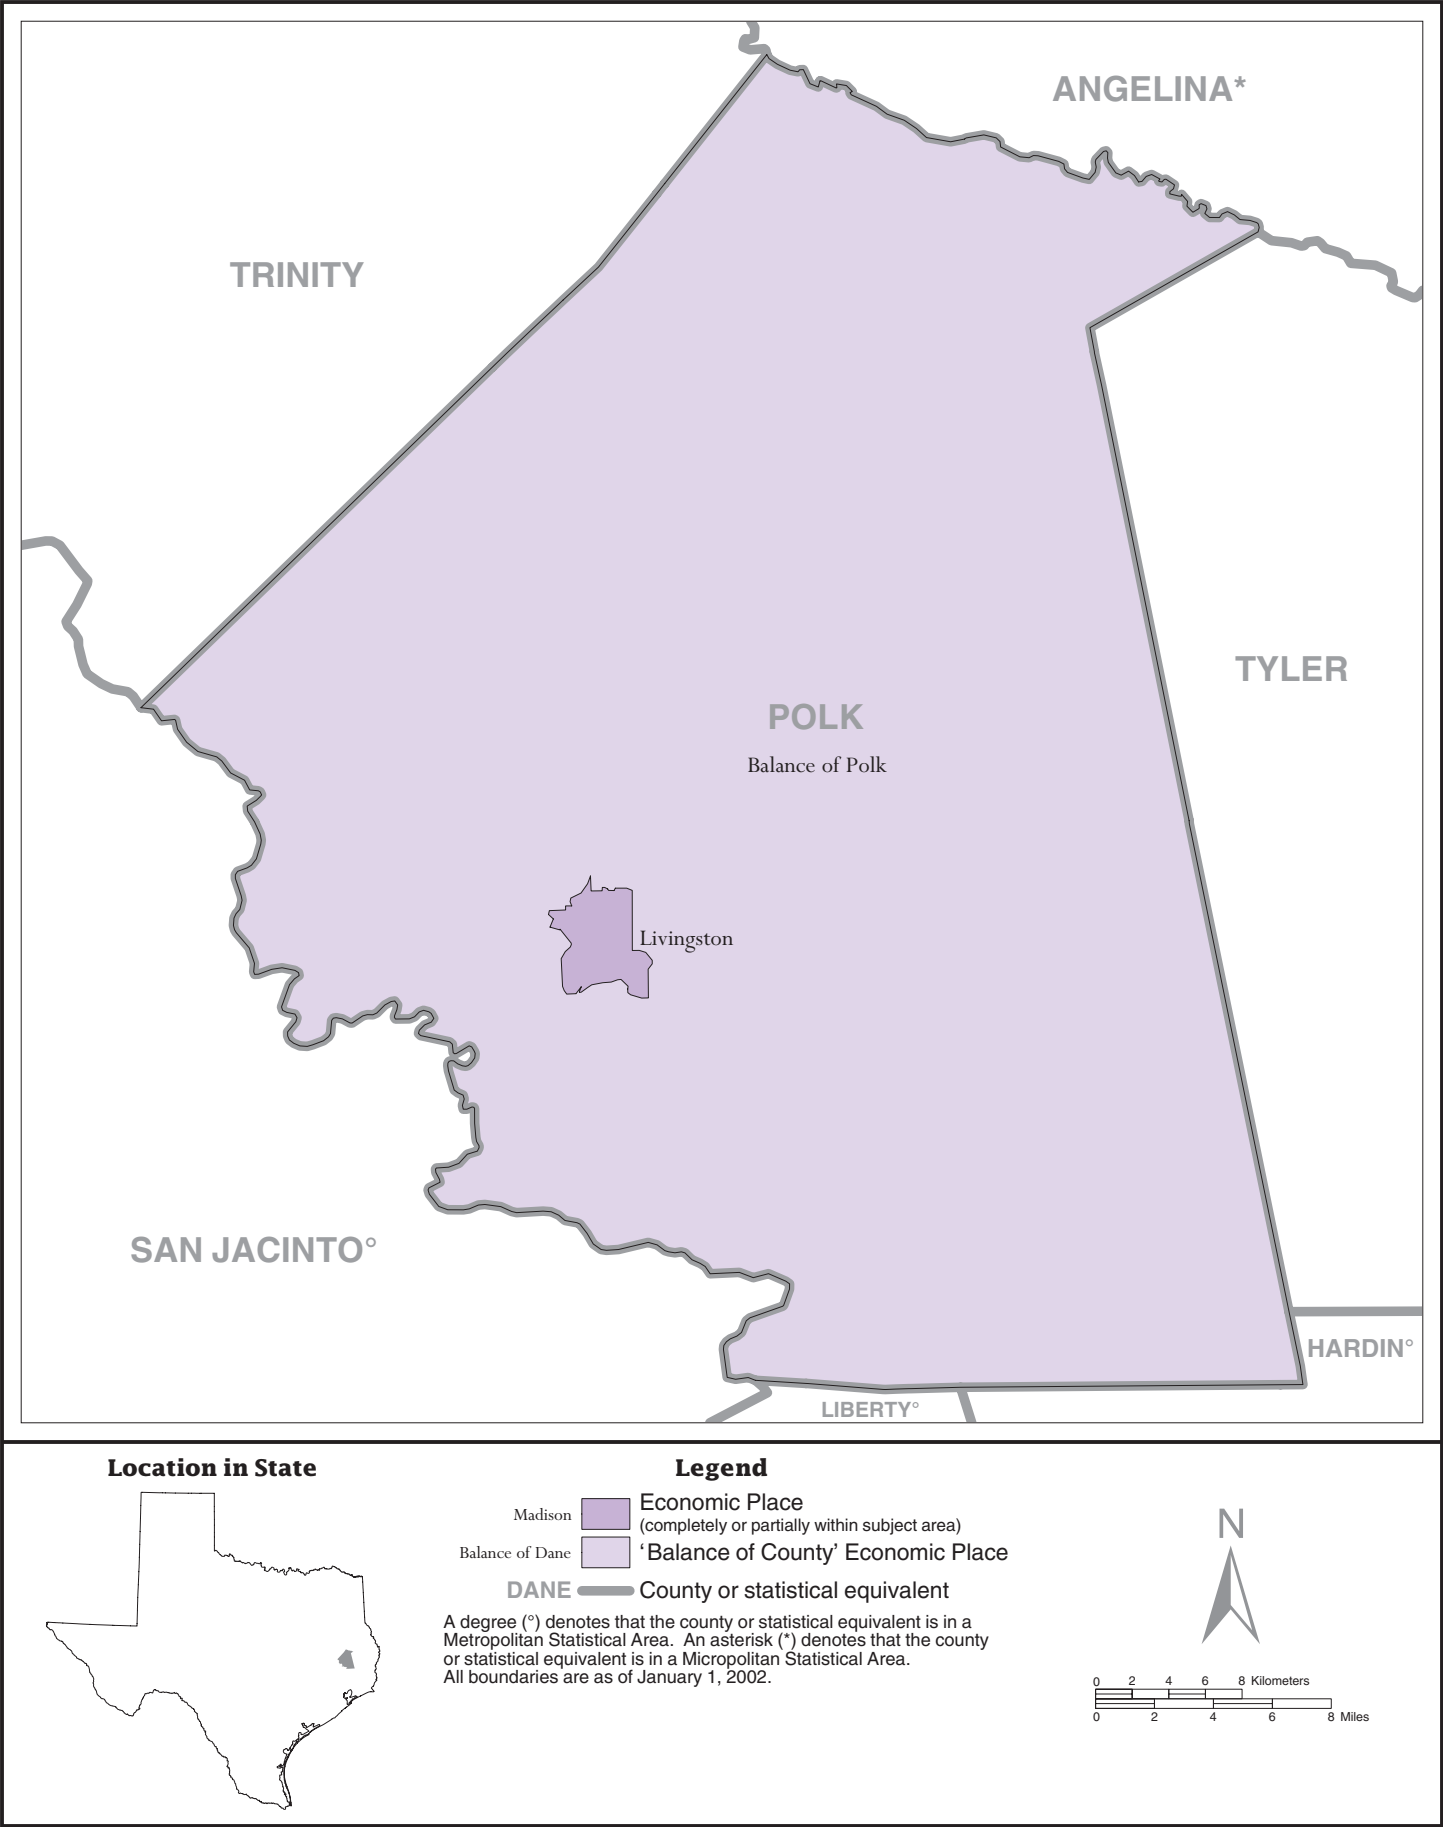 ANGELINA*
TRINITY
TYLER
POLK
Balance of Polk
Livingston
SAN JACINTO°
HARDIN°
LIBERTY°
Location in State
Legend
Madison
Economic Place
(completely or partially within subject area)
Balance of Dane
‘Balance of County’ Economic Place
DANE
County or statistical equivalent
A degree (°) denotes that the county or statistical equivalent is in a
Metropolitan Statistical Area.  An asterisk (*) denotes that the county
or statistical equivalent is in a Micropolitan Statistical Area.
All boundaries are as of January 1, 2002.
N
0 2 4 6 8 Kilometers
0 2 4 6 8 Miles